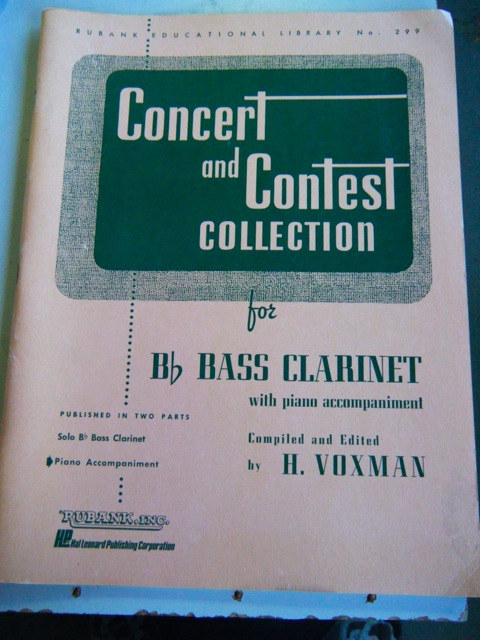 RUBANK EDUCATIONAL LIBRARY No. 299
Concert
and
Contest
COLLECTION
for
B♭ BASS CLARINET
with piano accompaniment
PUBLISHED IN TWO PARTS
Solo B♭ Bass Clarinet
Piano Accompaniment
Compiled and Edited
by H. VOXMAN
RUBANK, INC.
HL Hal Leonard Publishing Corporation